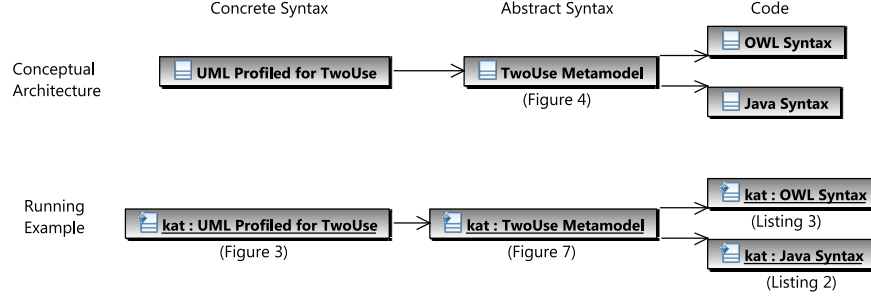 Concrete Syntax
Abstract Syntax
Code
Conceptual
Architecture
UML Profiled for TwoUse
TwoUse Metamodel
(Figure 4)
OWL Syntax
Java Syntax
Running
Example
kat : UML Profiled for TwoUse
(Figure 3)
kat : TwoUse Metamodel
(Figure 7)
kat : OWL Syntax
(Listing 3)
kat : Java Syntax
(Listing 2)